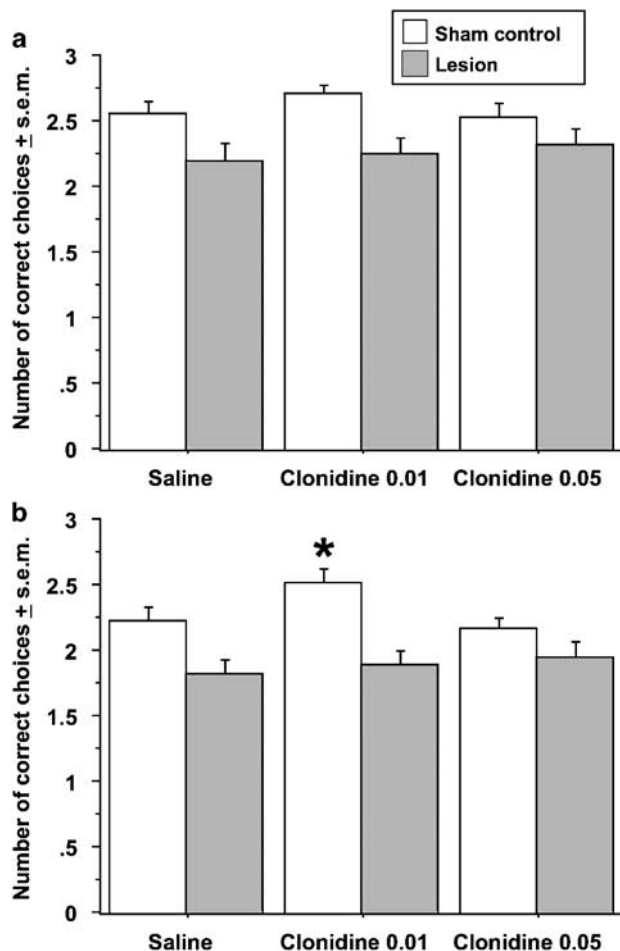 a
Sham control
Lesion
Number of correct choices ± s.e.m.
3
2.5
2
1.5
1
.5
0
Saline Clonidine 0.01 Clonidine 0.05
b
Number of correct choices ± s.e.m.
3
2.5
2
1.5
1
.5
0
*
Saline Clonidine 0.01 Clonidine 0.05